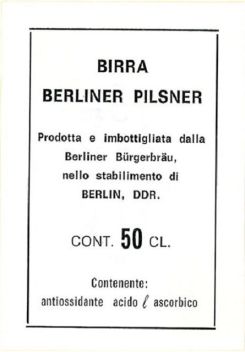 BIRRA
BERLINER PILSNER
Prodotta e imbottigliata dalla
Berliner Bürgerbräu,
nello stabilimento di
BERLIN, DDR.
CONT. 50 CL.
Contenente:
antiossidante acido ℓ ascorbico